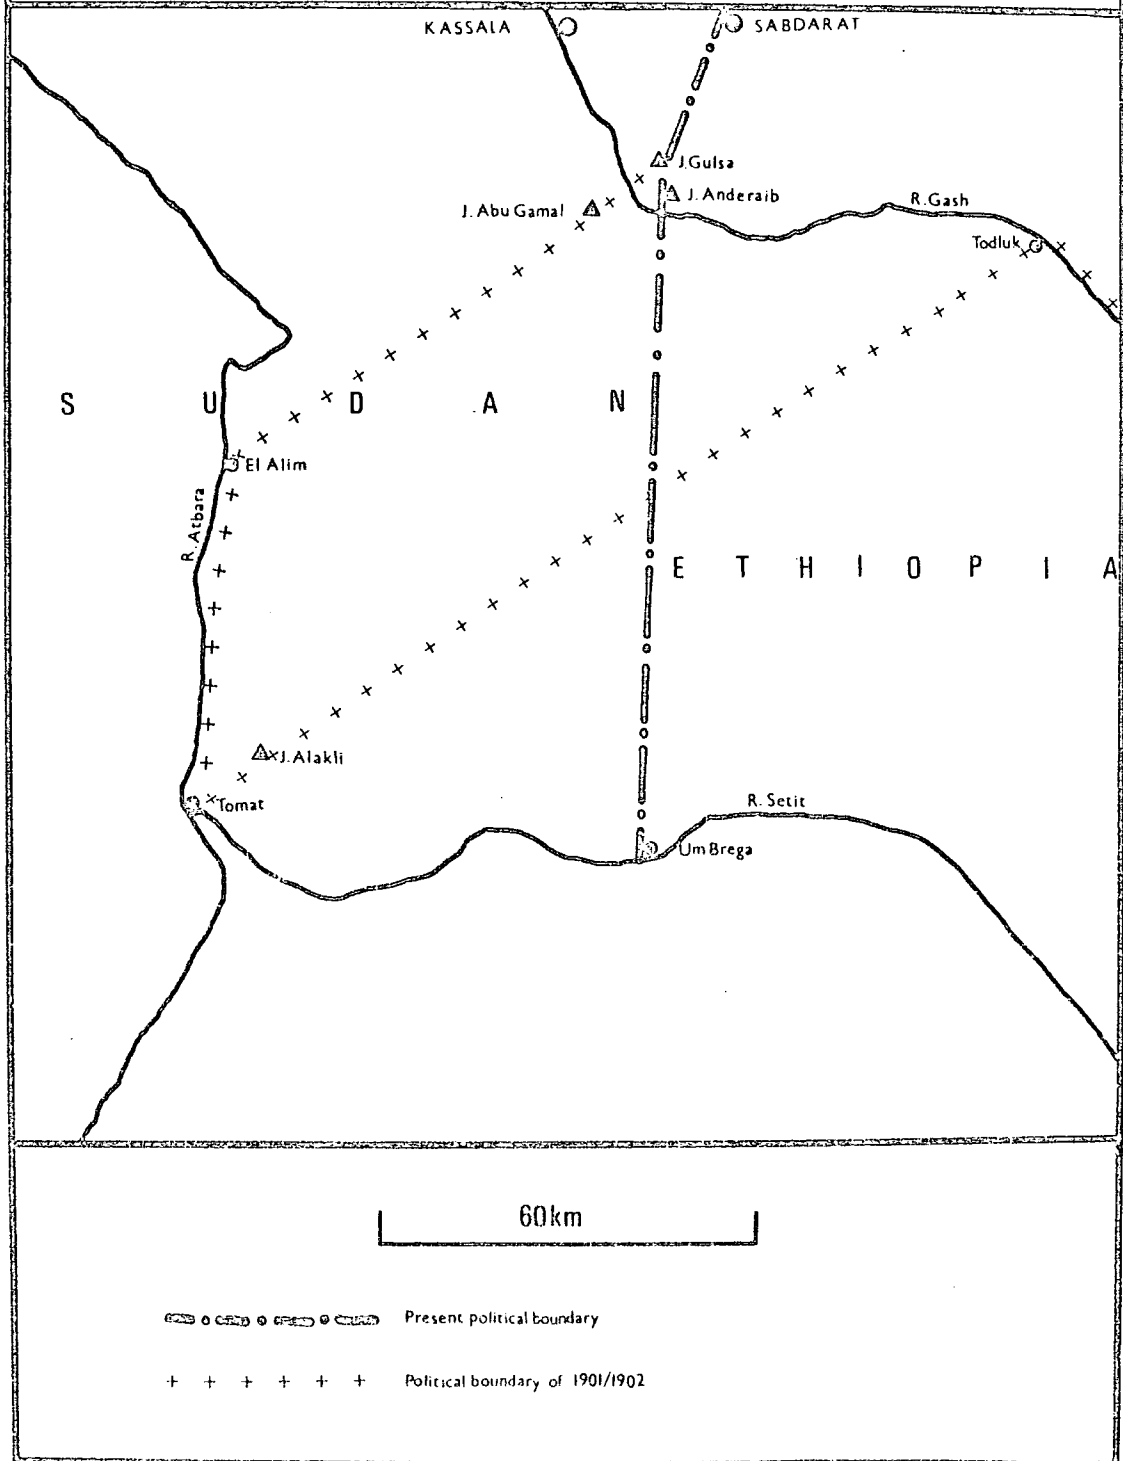 KASSALA
SABDARAT
J.Gulsa
J. Anderaib
J. Abu Gamal
R.Gash
Todluk
S U D A N
El Alim
R. Atbara
E T H I O P I A
J. Alakli
Tomat
R. Setit
Um Brega
60km
Present political boundary
Political boundary of 1901/1902